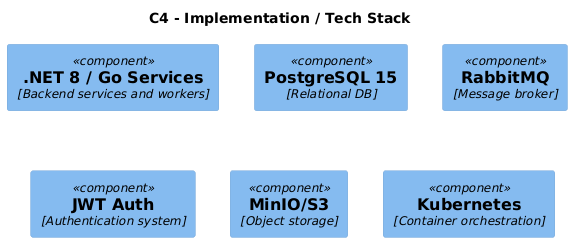 C4 - Implementation / Tech Stack
«component»
.NET 8 / Go Services
[Backend services and workers]
«component»
PostgreSQL 15
[Relational DB]
«component»
RabbitMQ
[Message broker]
«component»
JWT Auth
[Authentication system]
«component»
MinIO/S3
[Object storage]
«component»
Kubernetes
[Container orchestration]